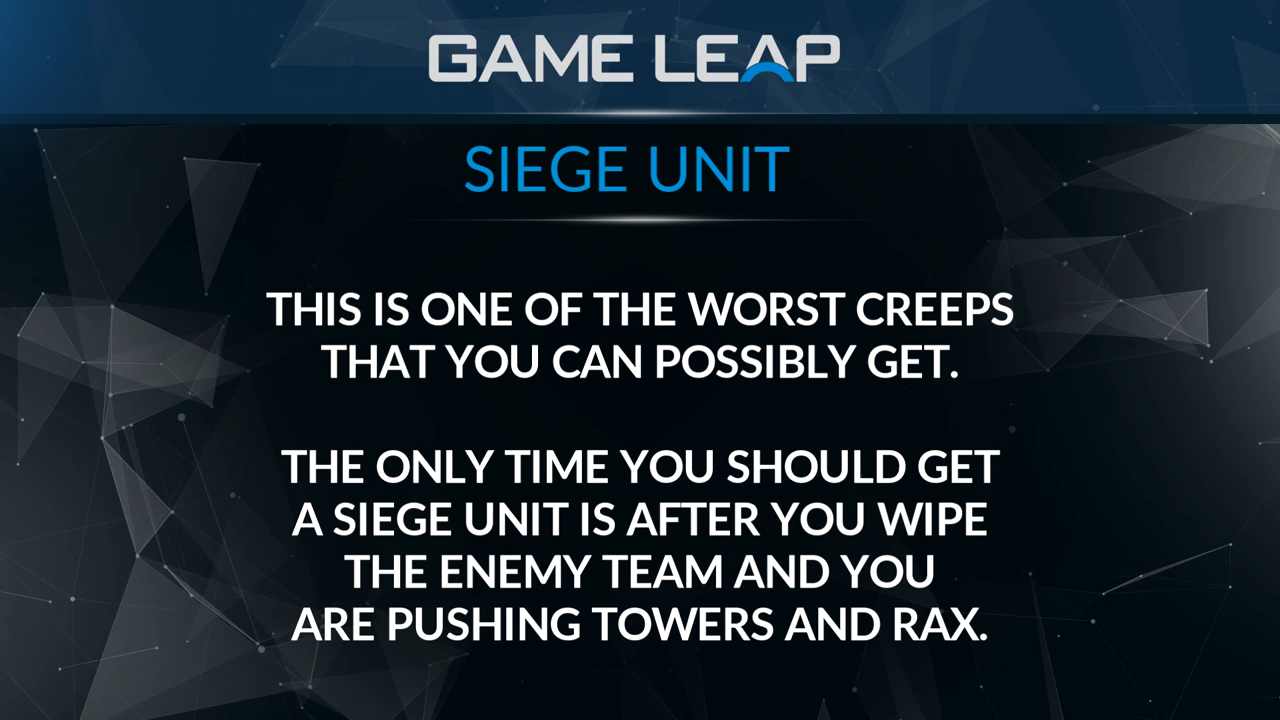 GAME LEAP
SIEGE UNIT
THIS IS ONE OF THE WORST CREEPS
THAT YOU CAN POSSIBLY GET.
THE ONLY TIME YOU SHOULD GET
A SIEGE UNIT IS AFTER YOU WIPE
THE ENEMY TEAM AND YOU
ARE PUSHING TOWERS AND RAX.